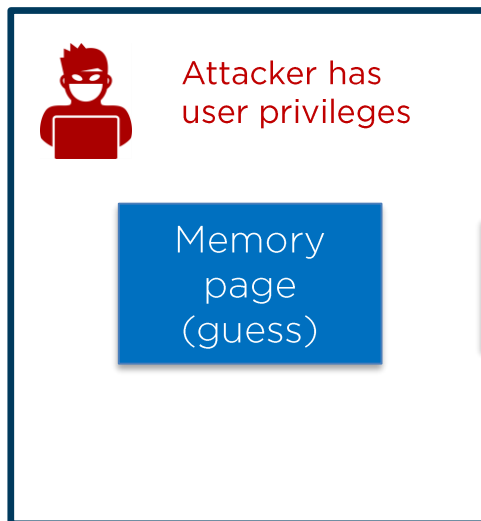 Attacker has
user privileges
Memory
page
(guess)